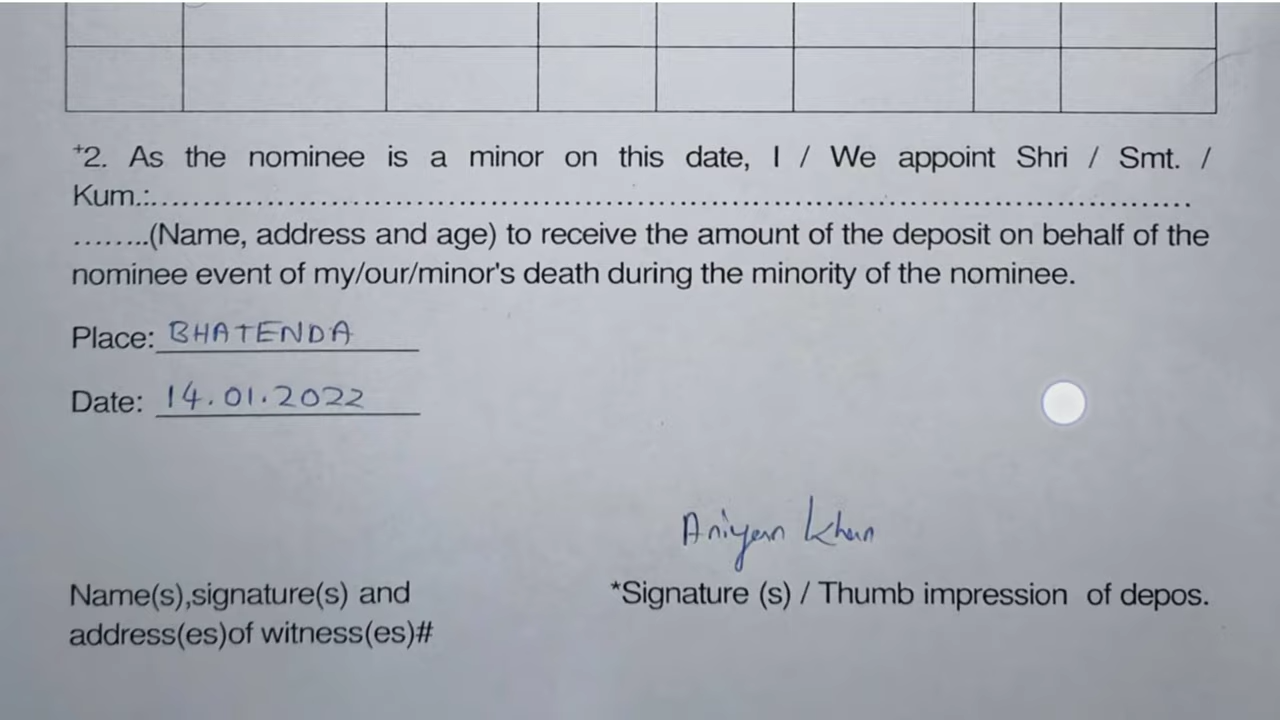 +2. As the nominee is a minor on this date, I / We appoint Shri / Smt. /
Kum.:....................................................................................................
........(Name, address and age) to receive the amount of the deposit on behalf of the
nominee event of my/our/minor's death during the minority of the nominee.
Place: BHATENDA
Date: 14.01.2022
Aniyan Khan
*Signature (s) / Thumb impression of depos.
Name(s),signature(s) and
address(es)of witness(es)#